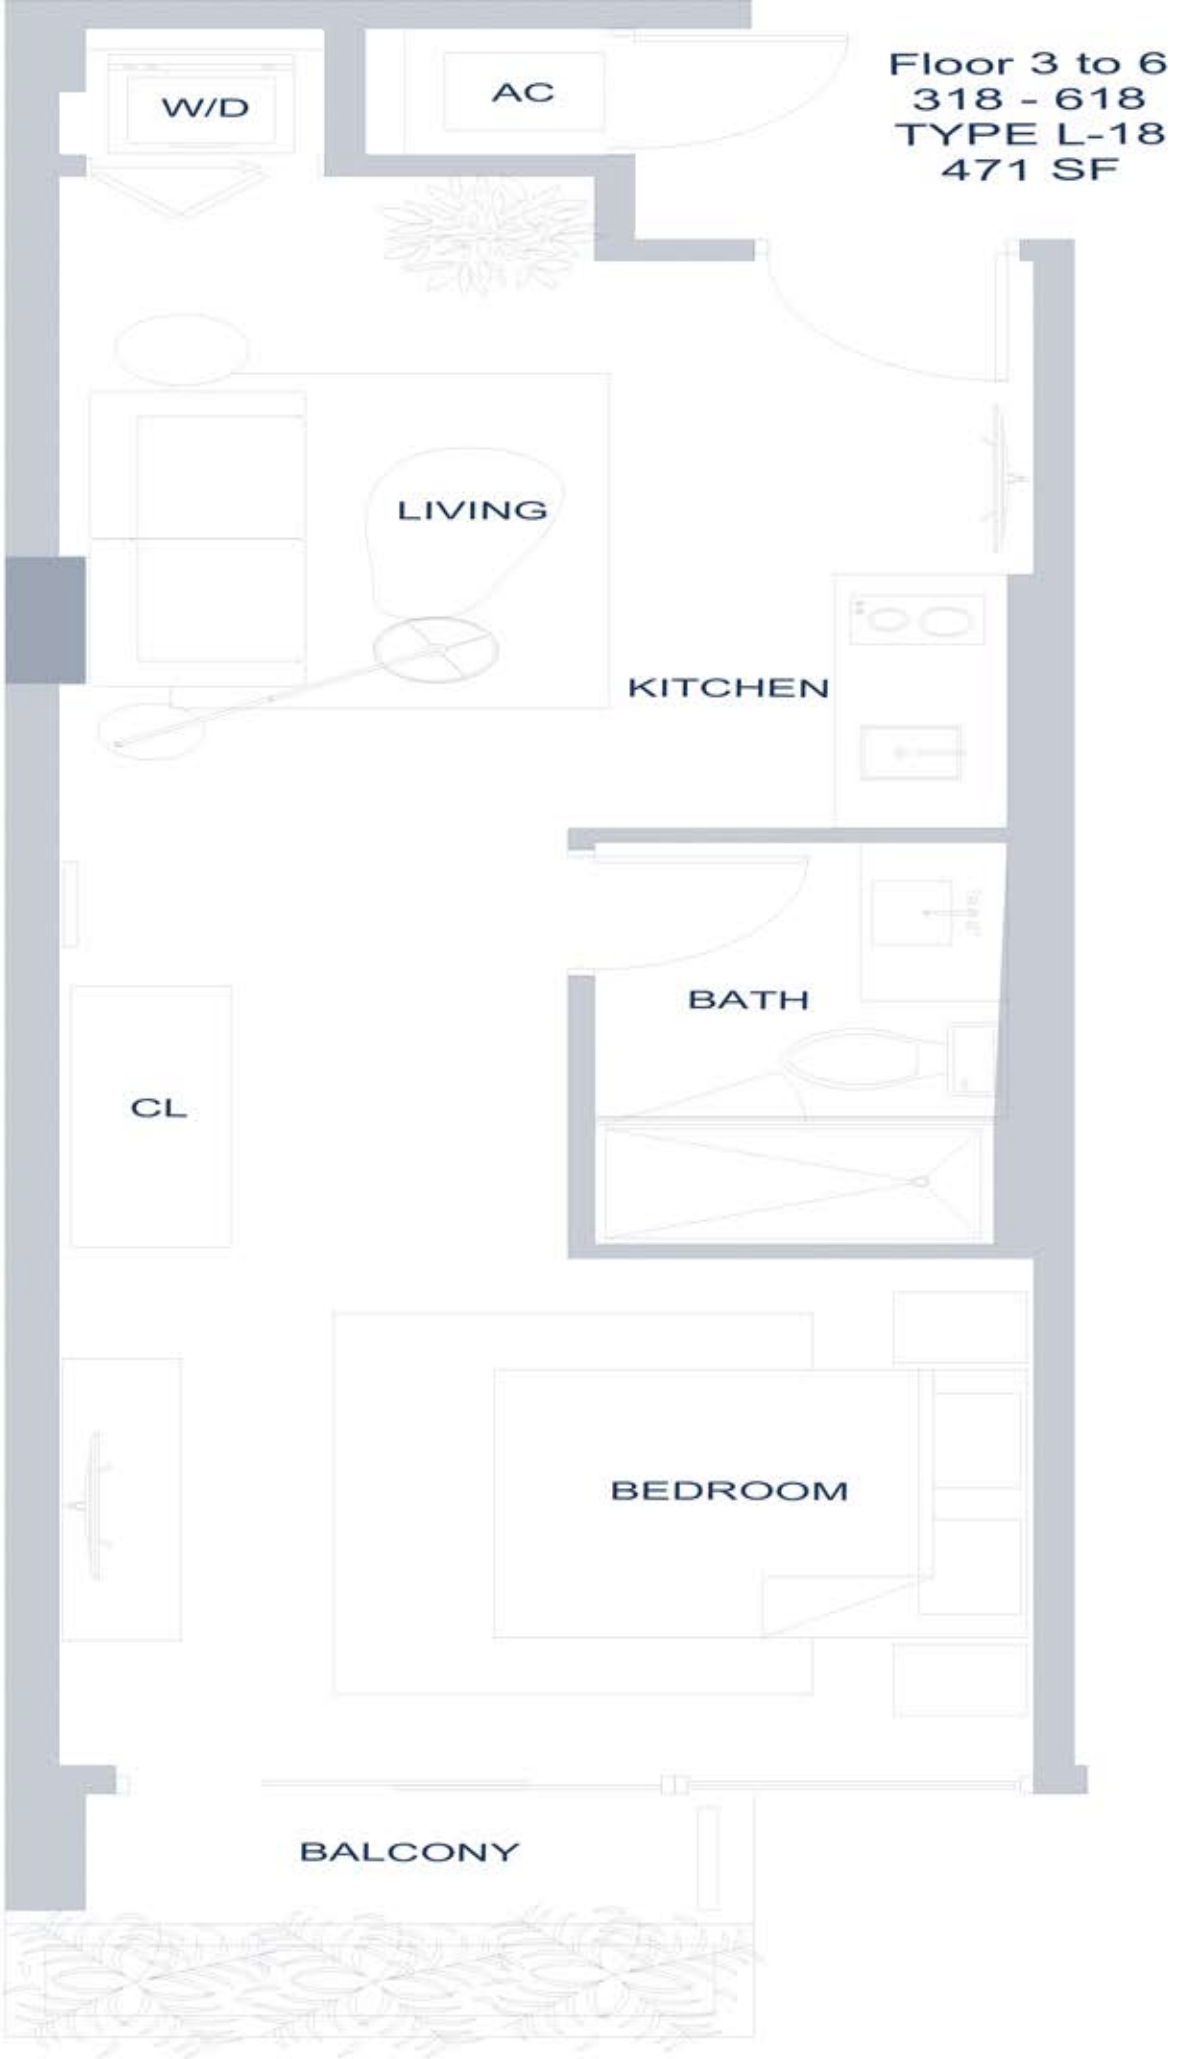 W/D
AC
Floor 3 to 6
318 - 618
TYPE L-18
471 SF
LIVING
KITCHEN
BATH
CL
BEDROOM
BALCONY